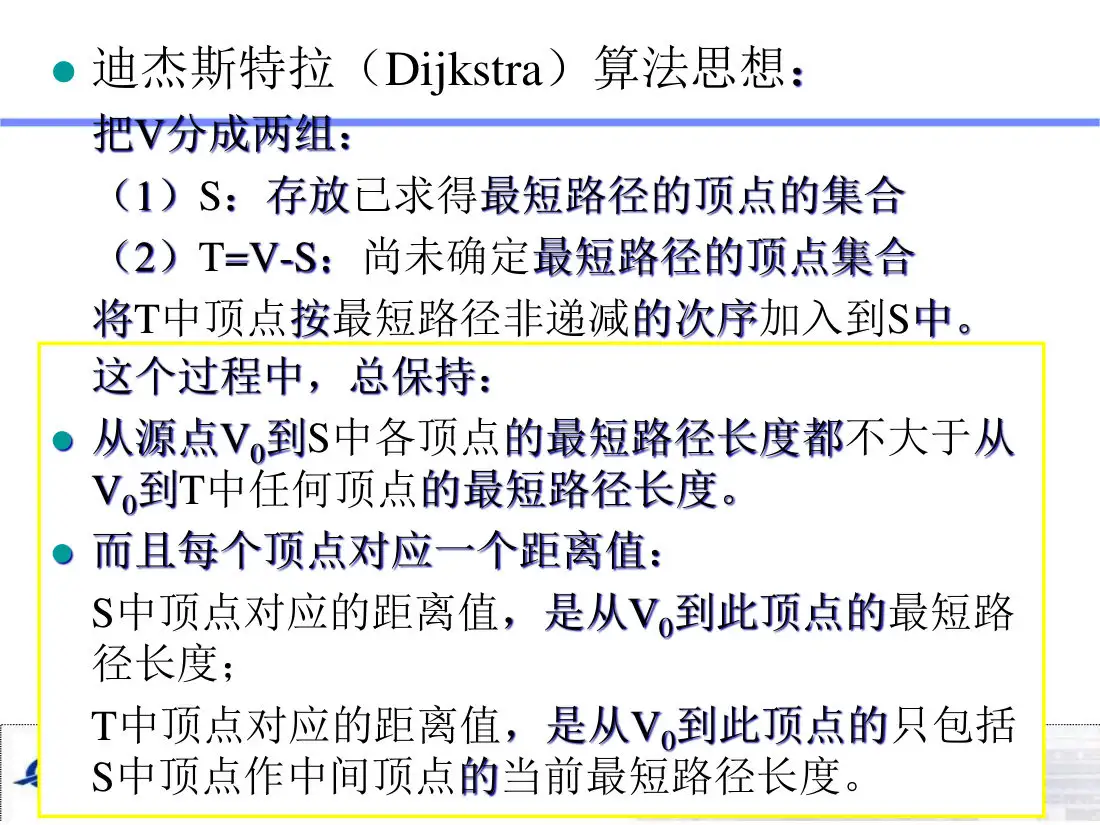 迪杰斯特拉（Dijkstra）算法思想：
把V分成两组：
（1）S：存放已求得最短路径的顶点的集合
（2）T=V-S：尚未确定最短路径的顶点集合
将T中顶点按最短路径非递减的次序加入到S中。
这个过程中，总保持：
从源点V0到S中各顶点的最短路径长度都不大于从
V0到T中任何顶点的最短路径长度。
而且每个顶点对应一个距离值：
S中顶点对应的距离值，是从V0到此顶点的最短路
径长度；
T中顶点对应的距离值，是从V0到此顶点的只包括
S中顶点作中间顶点的当前最短路径长度。